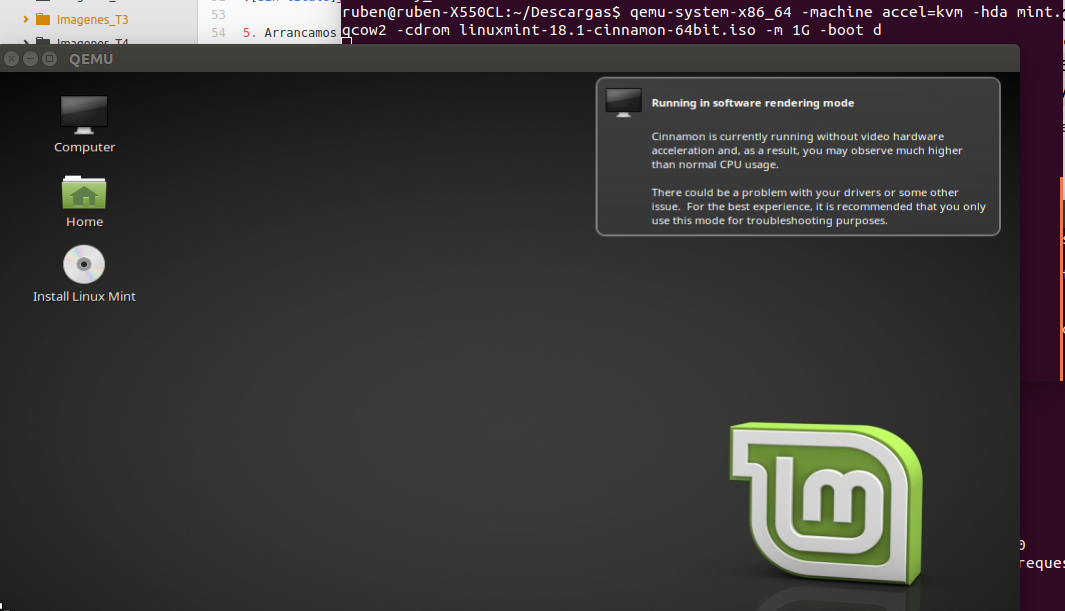 Imagenes_T3
53
54 5. Arrancamos
Imagenes_T4
ruben@ruben-X550CL:~/Descargas$ qemu-system-x86_64 -machine accel=kvm -hda mint.
qcow2 -cdrom linuxmint-18.1-cinnamon-64bit.iso -m 1G -boot d
QEMU
Computer
Home
Install Linux Mint
Running in software rendering mode
Cinnamon is currently running without video hardware
acceleration and, as a result, you may observe much higher
than normal CPU usage.
There could be a problem with your drivers or some other
issue. For the best experience, it is recommended that you only
use this mode for troubleshooting purposes.
lm
0